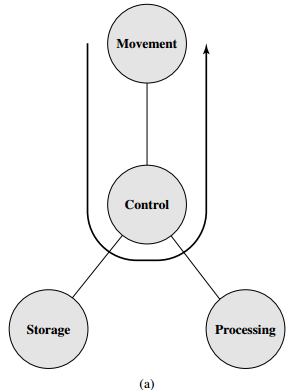 Movement
Control
Storage
Processing
(a)